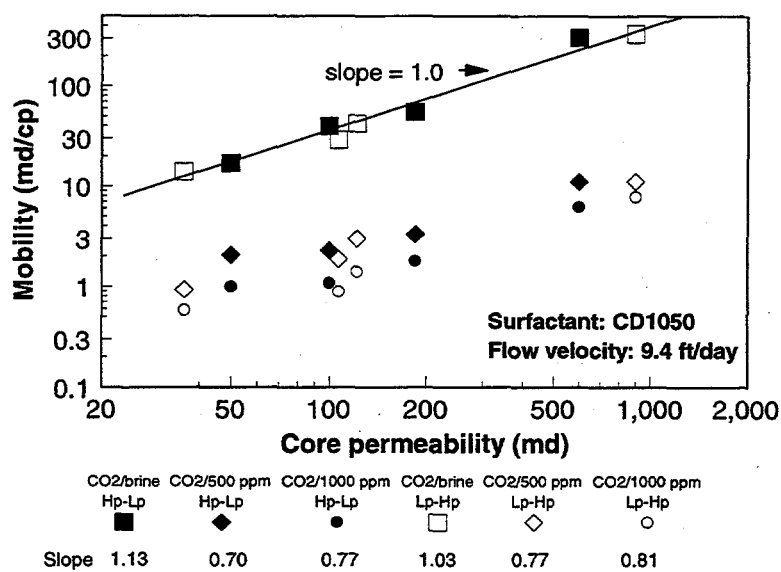 300
100
30
10
3
1
0.3
0.1
Mobility (md/cp)
slope = 1.0
Surfactant: CD1050
Flow velocity: 9.4 ft/day
20 50 100 200 500 1,000 2,000
Core permeability (md)
CO2/brine CO2/500 ppm CO2/1000 ppm CO2/brine CO2/500 ppm CO2/1000 ppm
Hp-Lp Hp-Lp Hp-Lp Lp-Hp Lp-Hp Lp-Hp
Slope 1.13 0.70 0.77 1.03 0.77 0.81